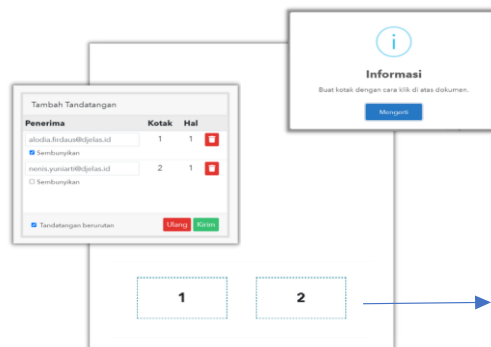 i
Informasi
Buat kotak dengan cara klik di atas dokumen.
Mengerti
Tambah Tandatangan
Penerima Kotak Hal
alodia.firdaus@djelas.id 1 1
Sembunyikan
nenis.yuniarti@djelas.id 2 1
Sembunyikan
Tandatangan berurutan Ulang Kirim
1 2